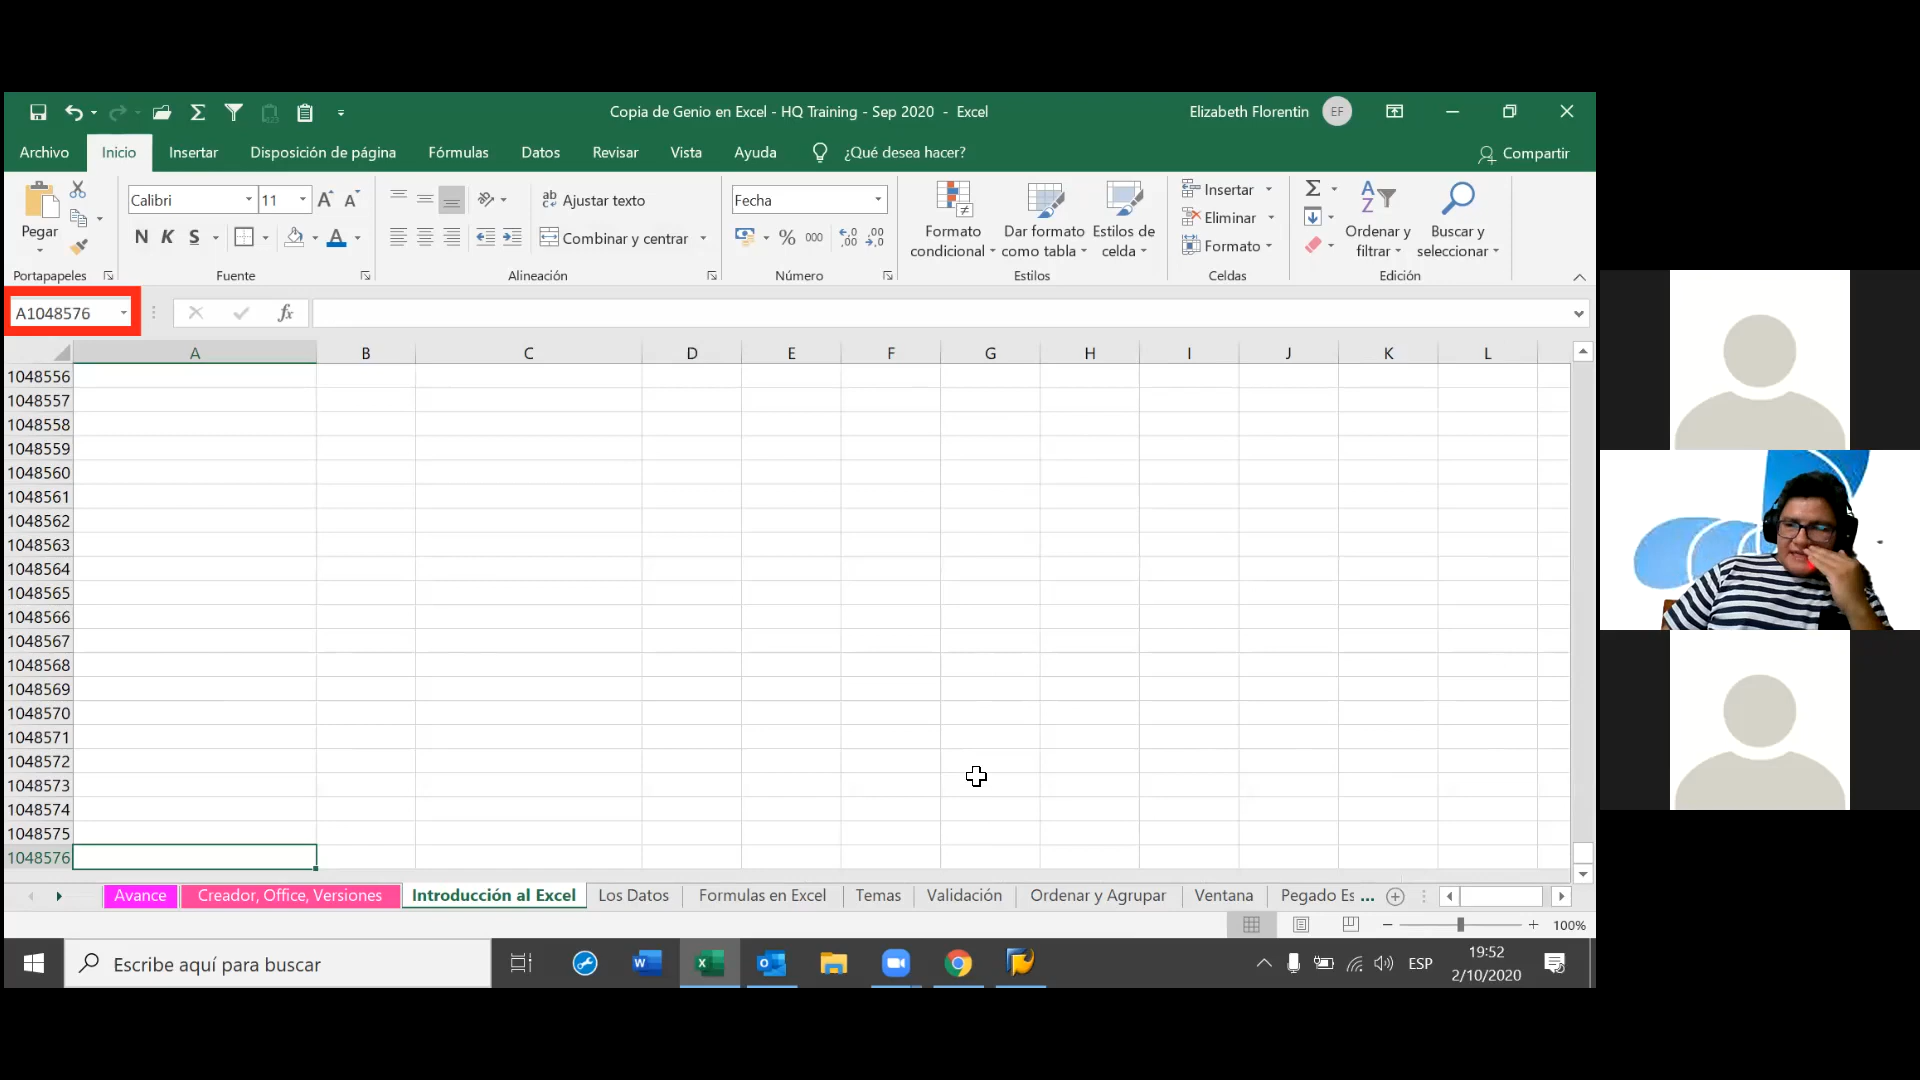 Copia de Genio en Excel - HQ Training - Sep 2020 - Excel
Elizabeth Florentin EF
Archivo Inicio Insertar Disposición de página Fórmulas Datos Revisar Vista Ayuda ¿Qué desea hacer? Compartir
Pegar
Portapapeles
Calibri 11
N K S
Fuente
Ajustar texto
Combinar y centrar
Alineación
Fecha
% 000
Número
Formato condicional
Dar formato como tabla
Estilos de celda
Estilos
Insertar
Eliminar
Formato
Celdas
Ordenar y filtrar
Buscar y seleccionar
Edición
A1048576 fx
A B C D E F G H I J K L
1048556
1048557
1048558
1048559
1048560
1048561
1048562
1048563
1048564
1048565
1048566
1048567
1048568
1048569
1048570
1048571
1048572
1048573
1048574
1048575
1048576
Avance Creador, Office, Versiones Introducción al Excel Los Datos Formulas en Excel Temas Validación Ordenar y Agrupar Ventana Pegado Es ...
100%
Escribe aquí para buscar
ESP
19:52
2/10/2020